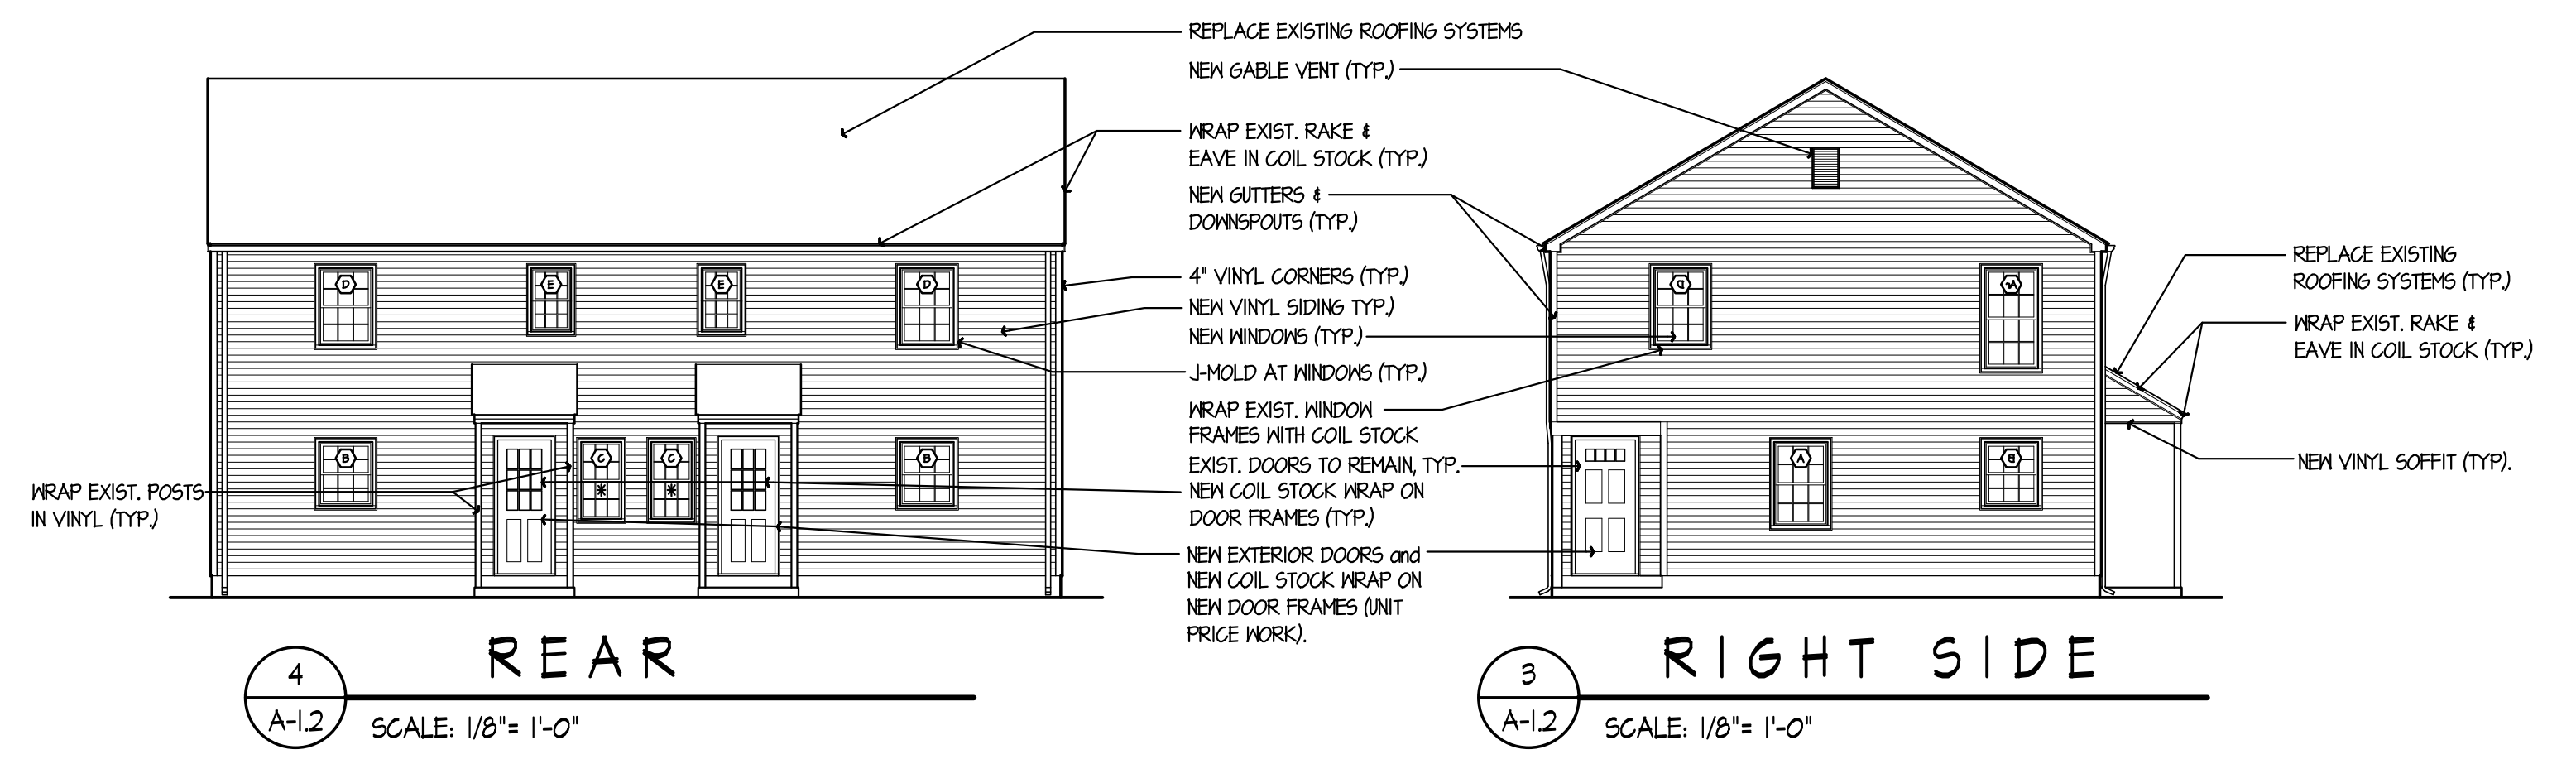 REPLACE EXISTING ROOFING SYSTEMS
NEW GABLE VENT (TYP.)
WRAP EXIST. RAKE &
EAVE IN COIL STOCK (TYP.)
NEW GUTTERS &
DOWNSPOUTS (TYP.)
4" VINYL CORNERS (TYP.)
NEW VINYL SIDING TYP.)
NEW WINDOWS (TYP.)
J-MOLD AT WINDOWS (TYP.)
WRAP EXIST. WINDOW
FRAMES WITH COIL STOCK
EXIST. DOORS TO REMAIN, TYP.
NEW COIL STOCK WRAP ON
DOOR FRAMES (TYP.)
NEW EXTERIOR DOORS and
NEW COIL STOCK WRAP ON
NEW DOOR FRAMES (UNIT
PRICE WORK).
WRAP EXIST. POSTS
IN VINYL (TYP.)
D E E D
B C C B
* *
REPLACE EXISTING
ROOFING SYSTEMS (TYP.)
WRAP EXIST. RAKE &
EAVE IN COIL STOCK (TYP.)
NEW VINYL SOFFIT (TYP).
D A
A B
4
A-1.2
REAR
SCALE: 1/8"= 1'-0"
3
A-1.2
RIGHT SIDE
SCALE: 1/8"= 1'-0"